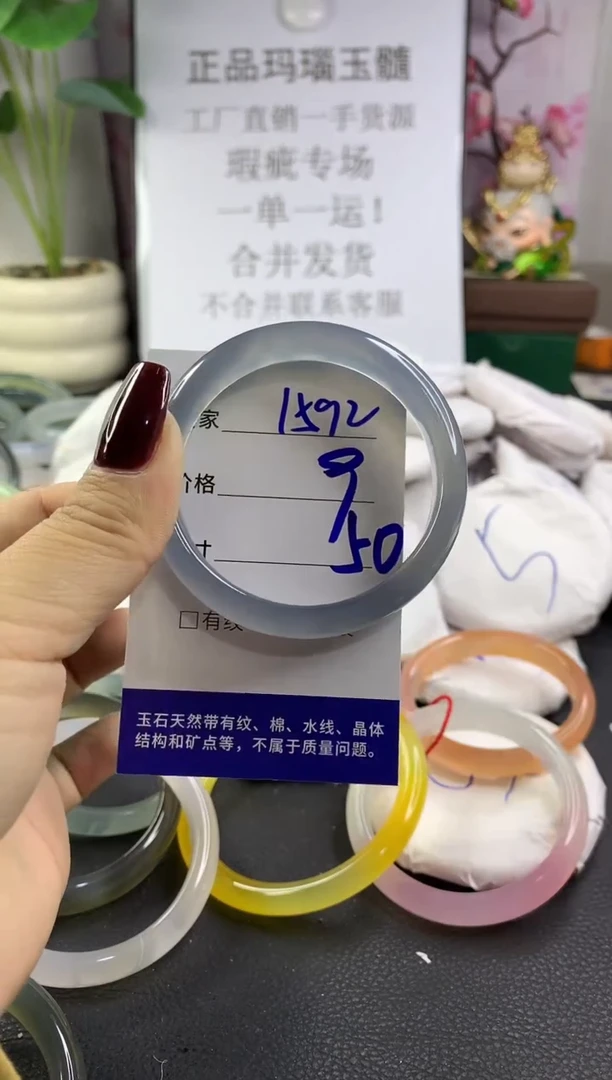 正品玛瑙玉髓
工厂直销一手货源
瑕疵专场
一单一运!
合并发货
不合并联系客服
家 1592
价格 9
寸 50
□有纹
玉石天然带有纹、棉、水线、晶体
结构和矿点等，不属于质量问题。
5